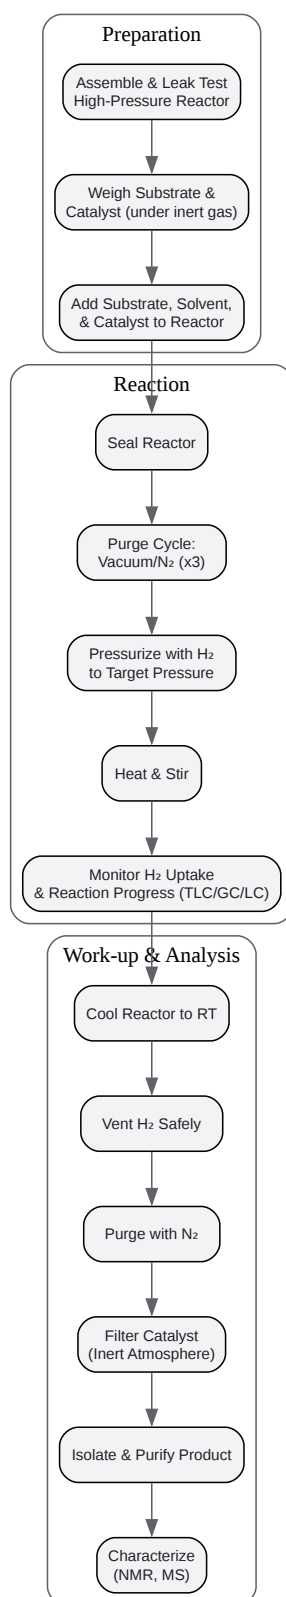 Preparation
Assemble & Leak Test
High-Pressure Reactor
Weigh Substrate &
Catalyst (under inert gas)
Add Substrate, Solvent,
& Catalyst to Reactor
Reaction
Seal Reactor
Purge Cycle:
Vacuum/N₂ (x3)
Pressurize with H₂
to Target Pressure
Heat & Stir
Monitor H₂ Uptake
& Reaction Progress (TLC/GC/LC)
Work-up & Analysis
Cool Reactor to RT
Vent H₂ Safely
Purge with N₂
Filter Catalyst
(Inert Atmosphere)
Isolate & Purify Product
Characterize
(NMR, MS)